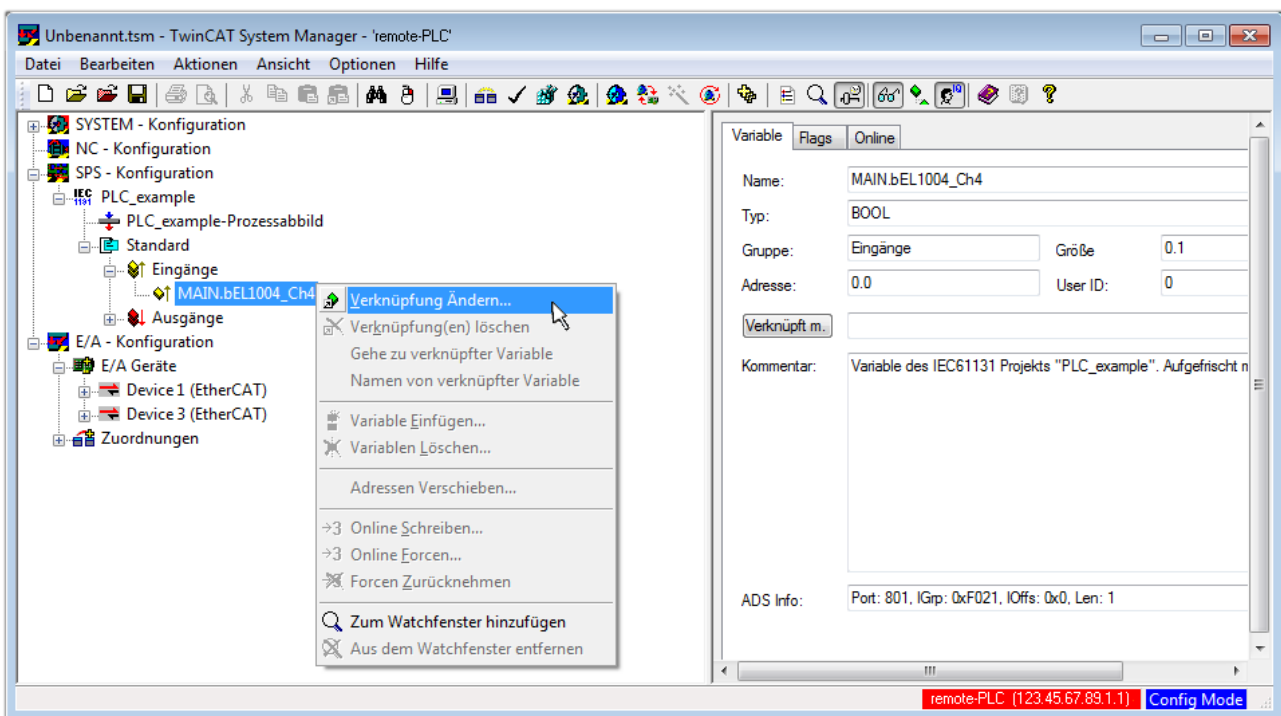 Unbenannt.tsm - TwinCAT System Manager - 'remote-PLC'
Datei Bearbeiten Aktionen Ansicht Optionen Hilfe
SYSTEM - Konfiguration
NC - Konfiguration
SPS - Konfiguration
IEC 1131 PLC_example
PLC_example-Prozessabbild
Standard
Eingänge
MAIN.bEL1004_Ch4
Ausgänge
E/A - Konfiguration
E/A Geräte
Device 1 (EtherCAT)
Device 3 (EtherCAT)
Zuordnungen
Verknüpfung Ändern...
Verknüpfung(en) löschen
Gehe zu verknüpfter Variable
Namen von verknüpfter Variable
Variable Einfügen...
Variablen Löschen...
Adressen Verschieben...
→3 Online Schreiben...
→3 Online Forcen...
Forcen Zurücknehmen
Zum Watchfenster hinzufügen
Aus dem Watchfenster entfernen
Variable Flags Online
Name: MAIN.bEL1004_Ch4
Typ: BOOL
Gruppe: Eingänge Größe 0.1
Adresse: 0.0 User ID: 0
Verknüpft m.
Kommentar: Variable des IEC61131 Projekts "PLC_example". Aufgefrischt
ADS Info: Port: 801, IGrp: 0xF021, IOffs: 0x0, Len: 1
remote-PLC (123.45.67.89.1.1) Config Mode